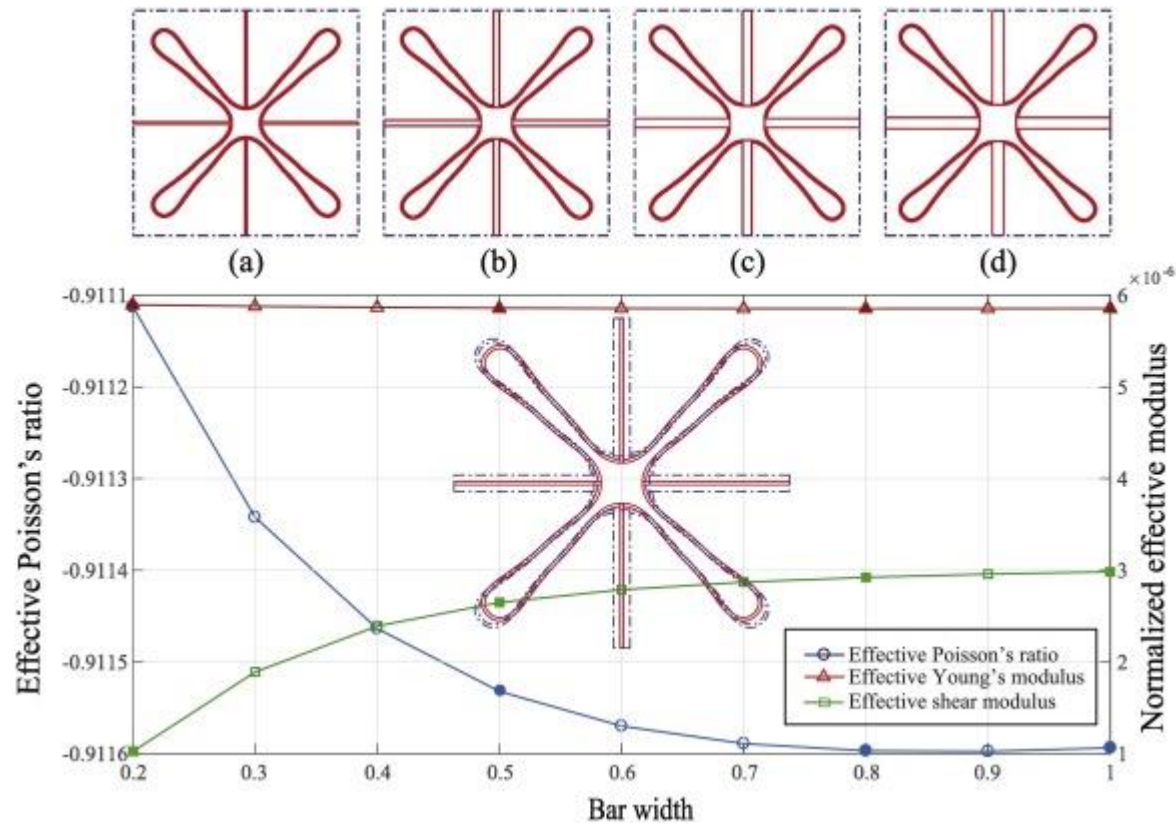 (a) (b) (c) (d)
×10⁻⁶
-0.9111
-0.9112
-0.9113
-0.9114
-0.9115
-0.9116
Effective Poisson's ratio
6
5
4
3
2
1
Normalized effective modulus
Effective Poisson's ratio
Effective Young's modulus
Effective shear modulus
0.2 0.3 0.4 0.5 0.6 0.7 0.8 0.9 1
Bar width